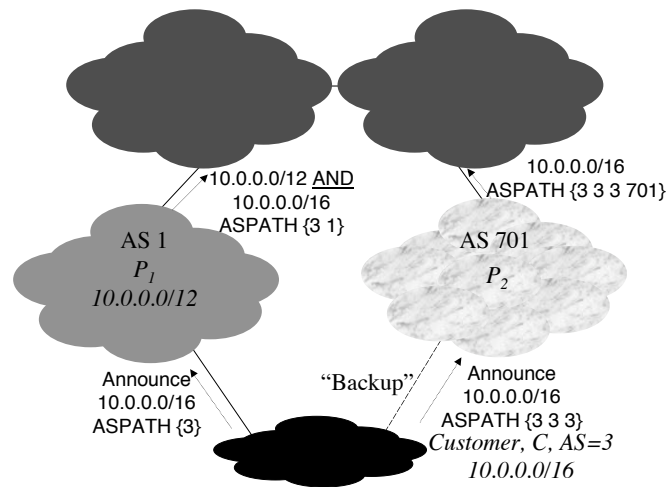 10.0.0.0/12 AND
10.0.0.0/16
ASPATH {3 1}
10.0.0.0/16
ASPATH {3 3 3 701}
AS 1
P1
10.0.0.0/12
AS 701
P2
Announce
10.0.0.0/16
ASPATH {3}
“Backup”
Announce
10.0.0.0/16
ASPATH {3 3 3}
Customer, C, AS=3
10.0.0.0/16